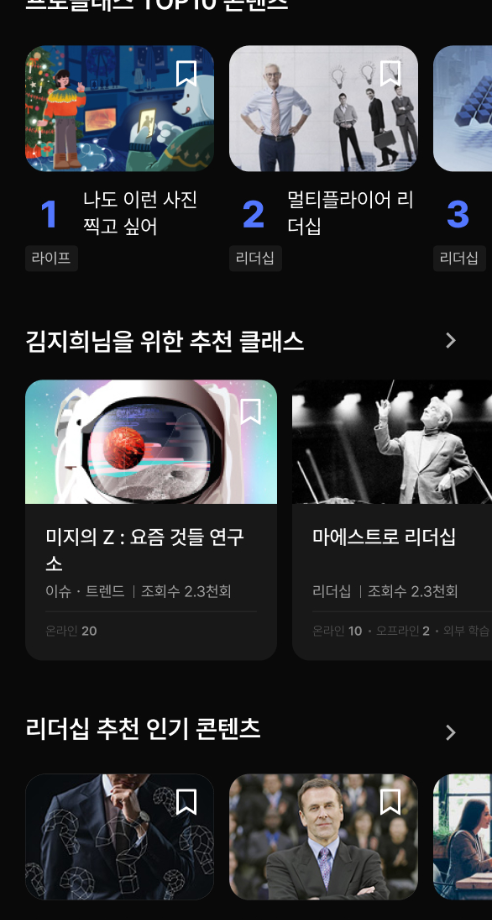 프로클래스 TOP10 콘텐츠
1
나도 이런 사진
찍고 싶어
라이프
2
멀티플라이어 리
더십
리더십
3
리더십
김지희님을 위한 추천 클래스
미지의 Z : 요즘 것들 연구
소
이슈 · 트렌드 | 조회수 2.3천회
온라인 20
마에스트로 리더십
리더십 | 조회수 2.3천회
온라인 10 · 오프라인 2 · 외부 학습
리더십 추천 인기 콘텐츠